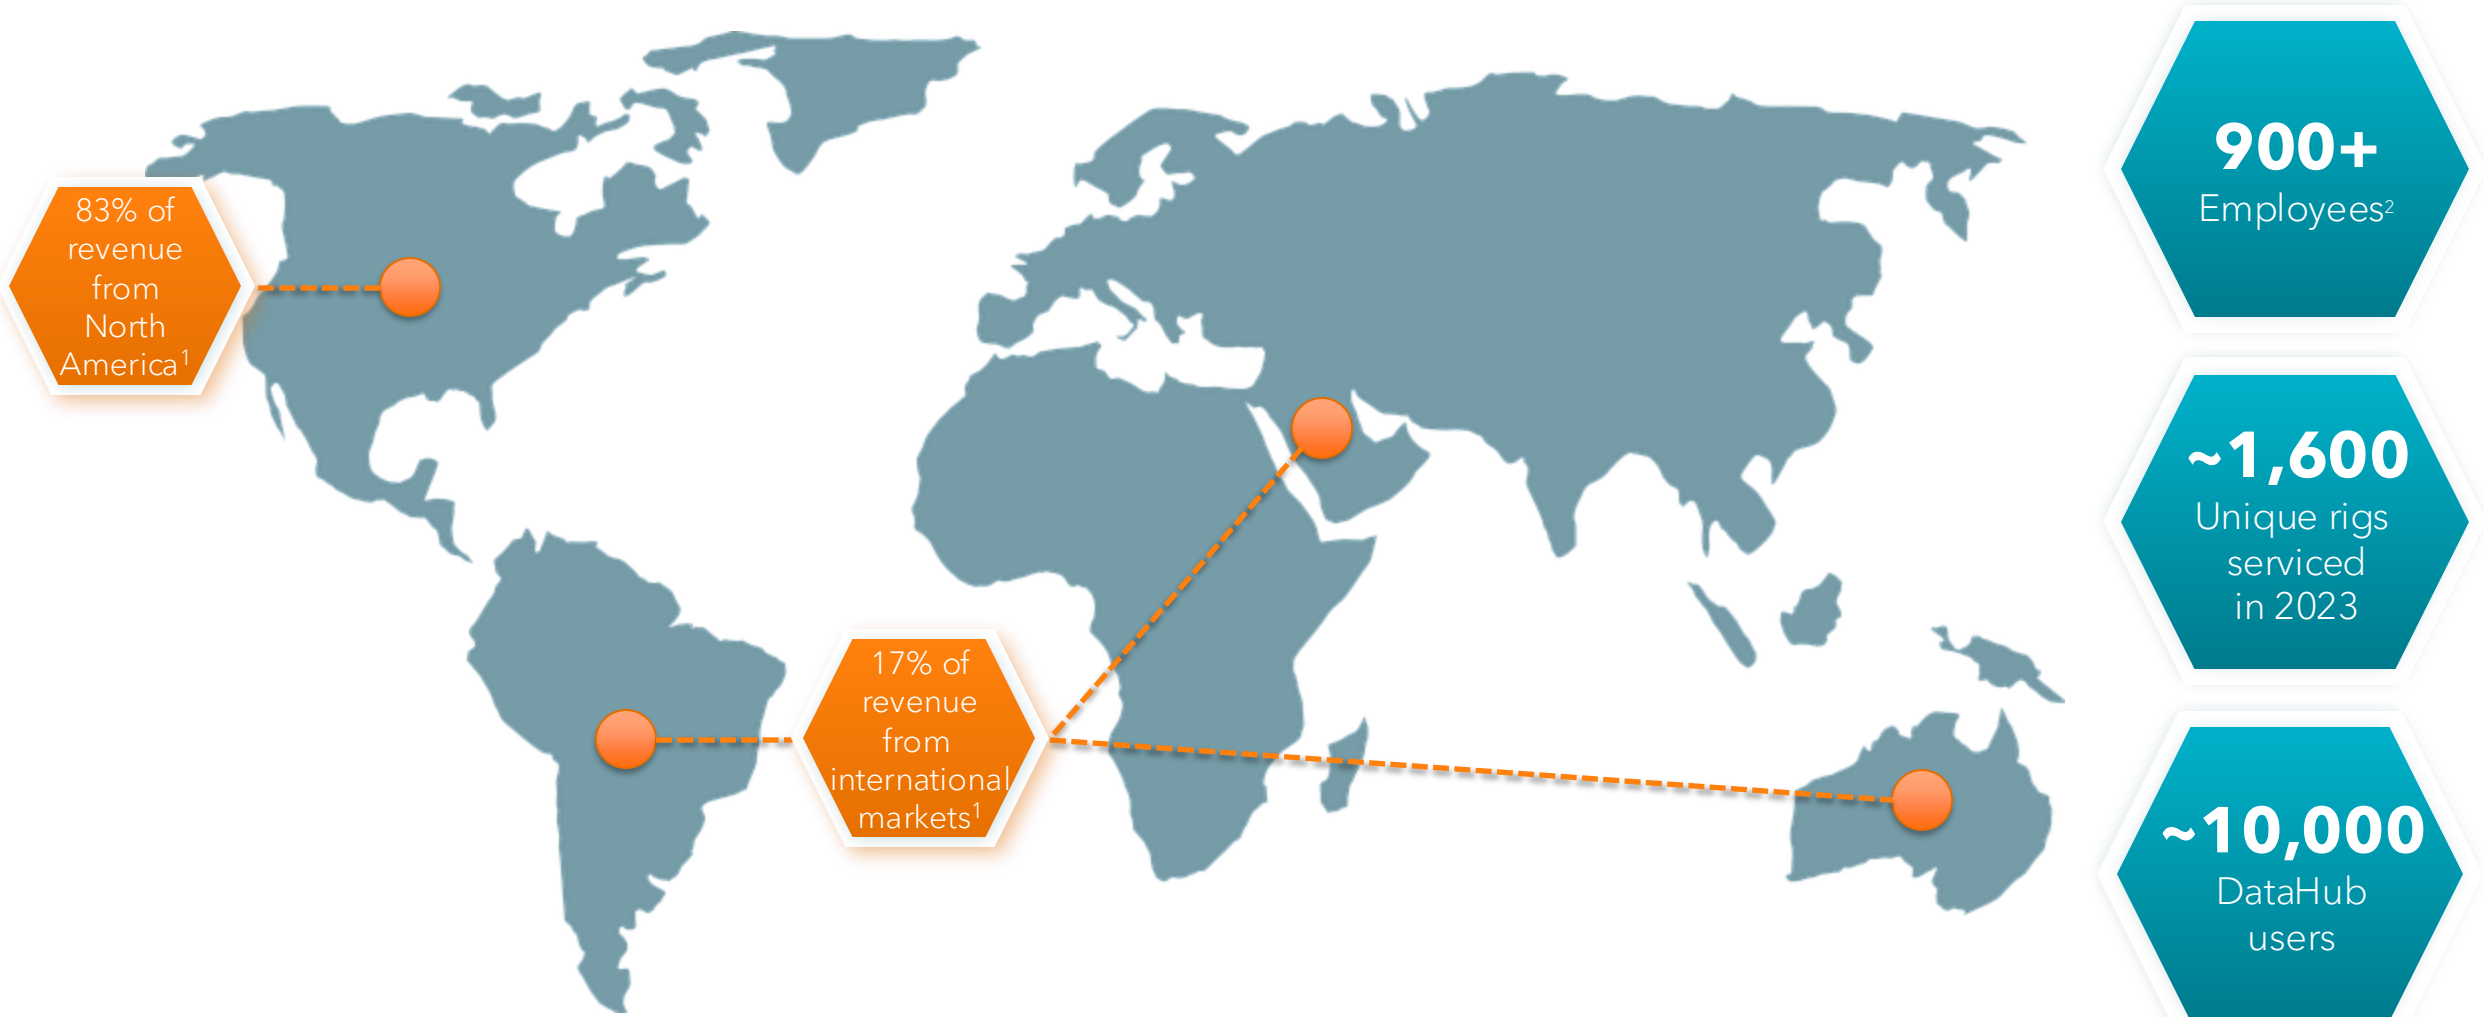 83% of
revenue
from
North
America¹
17% of
revenue
from
international
markets¹
900+
Employees²
~1,600
Unique rigs
serviced
in 2023
~10,000
DataHub
users